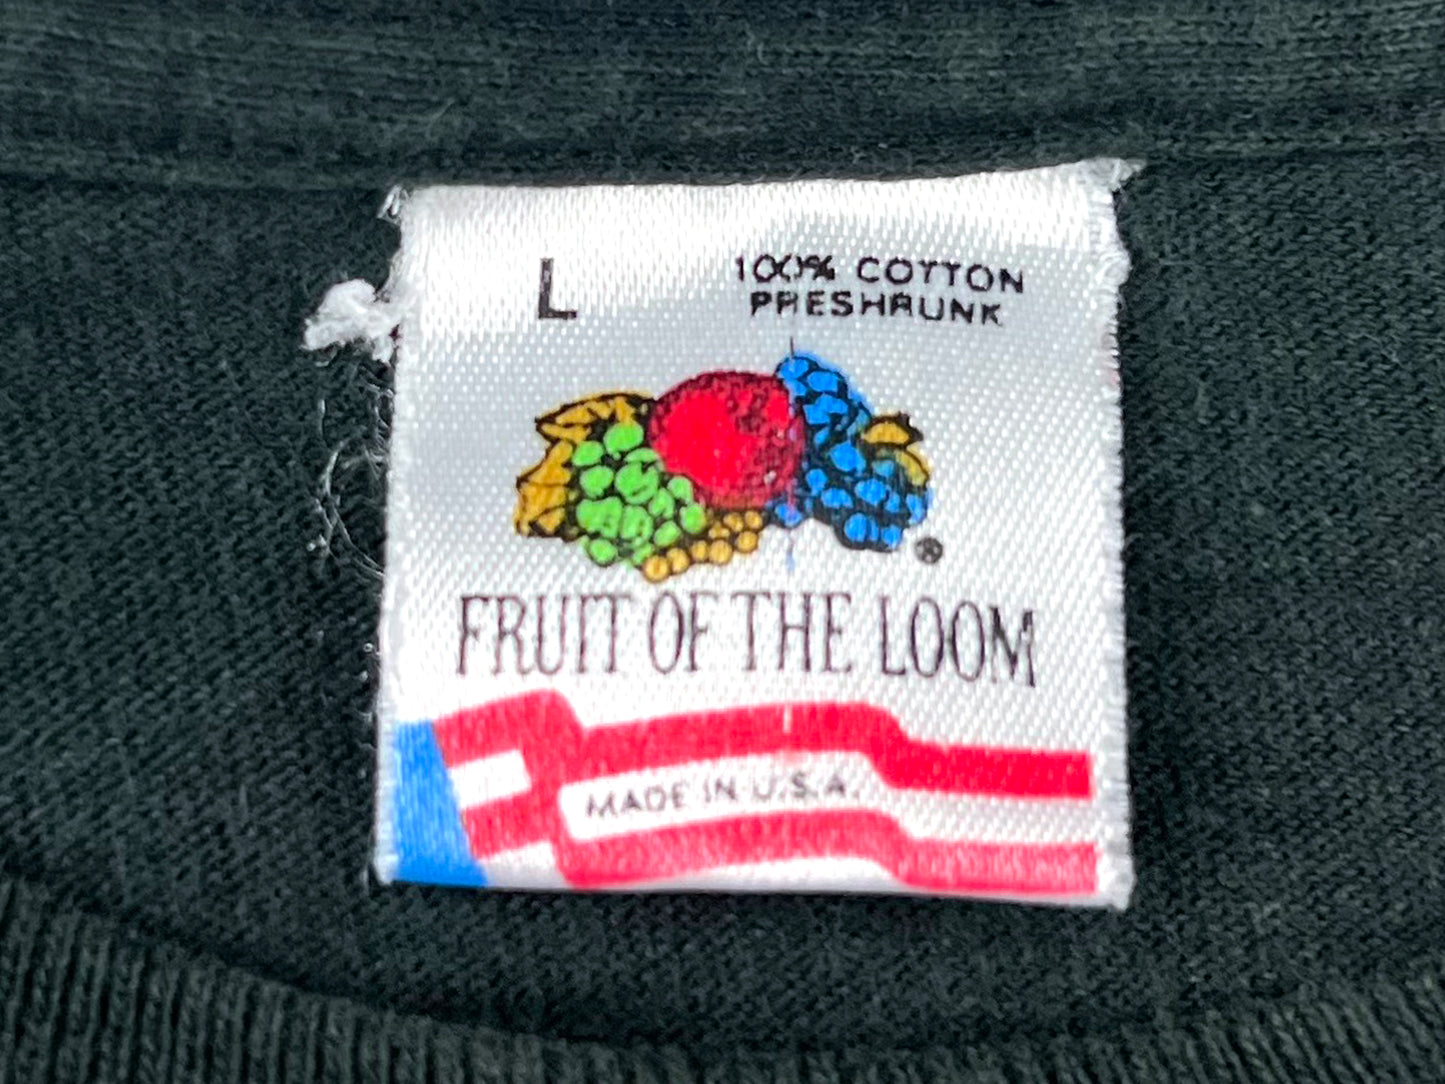 L
100% COTTON
PRESHRUNK
®
FRUIT OF THE LOOM
MADE IN U.S.A.